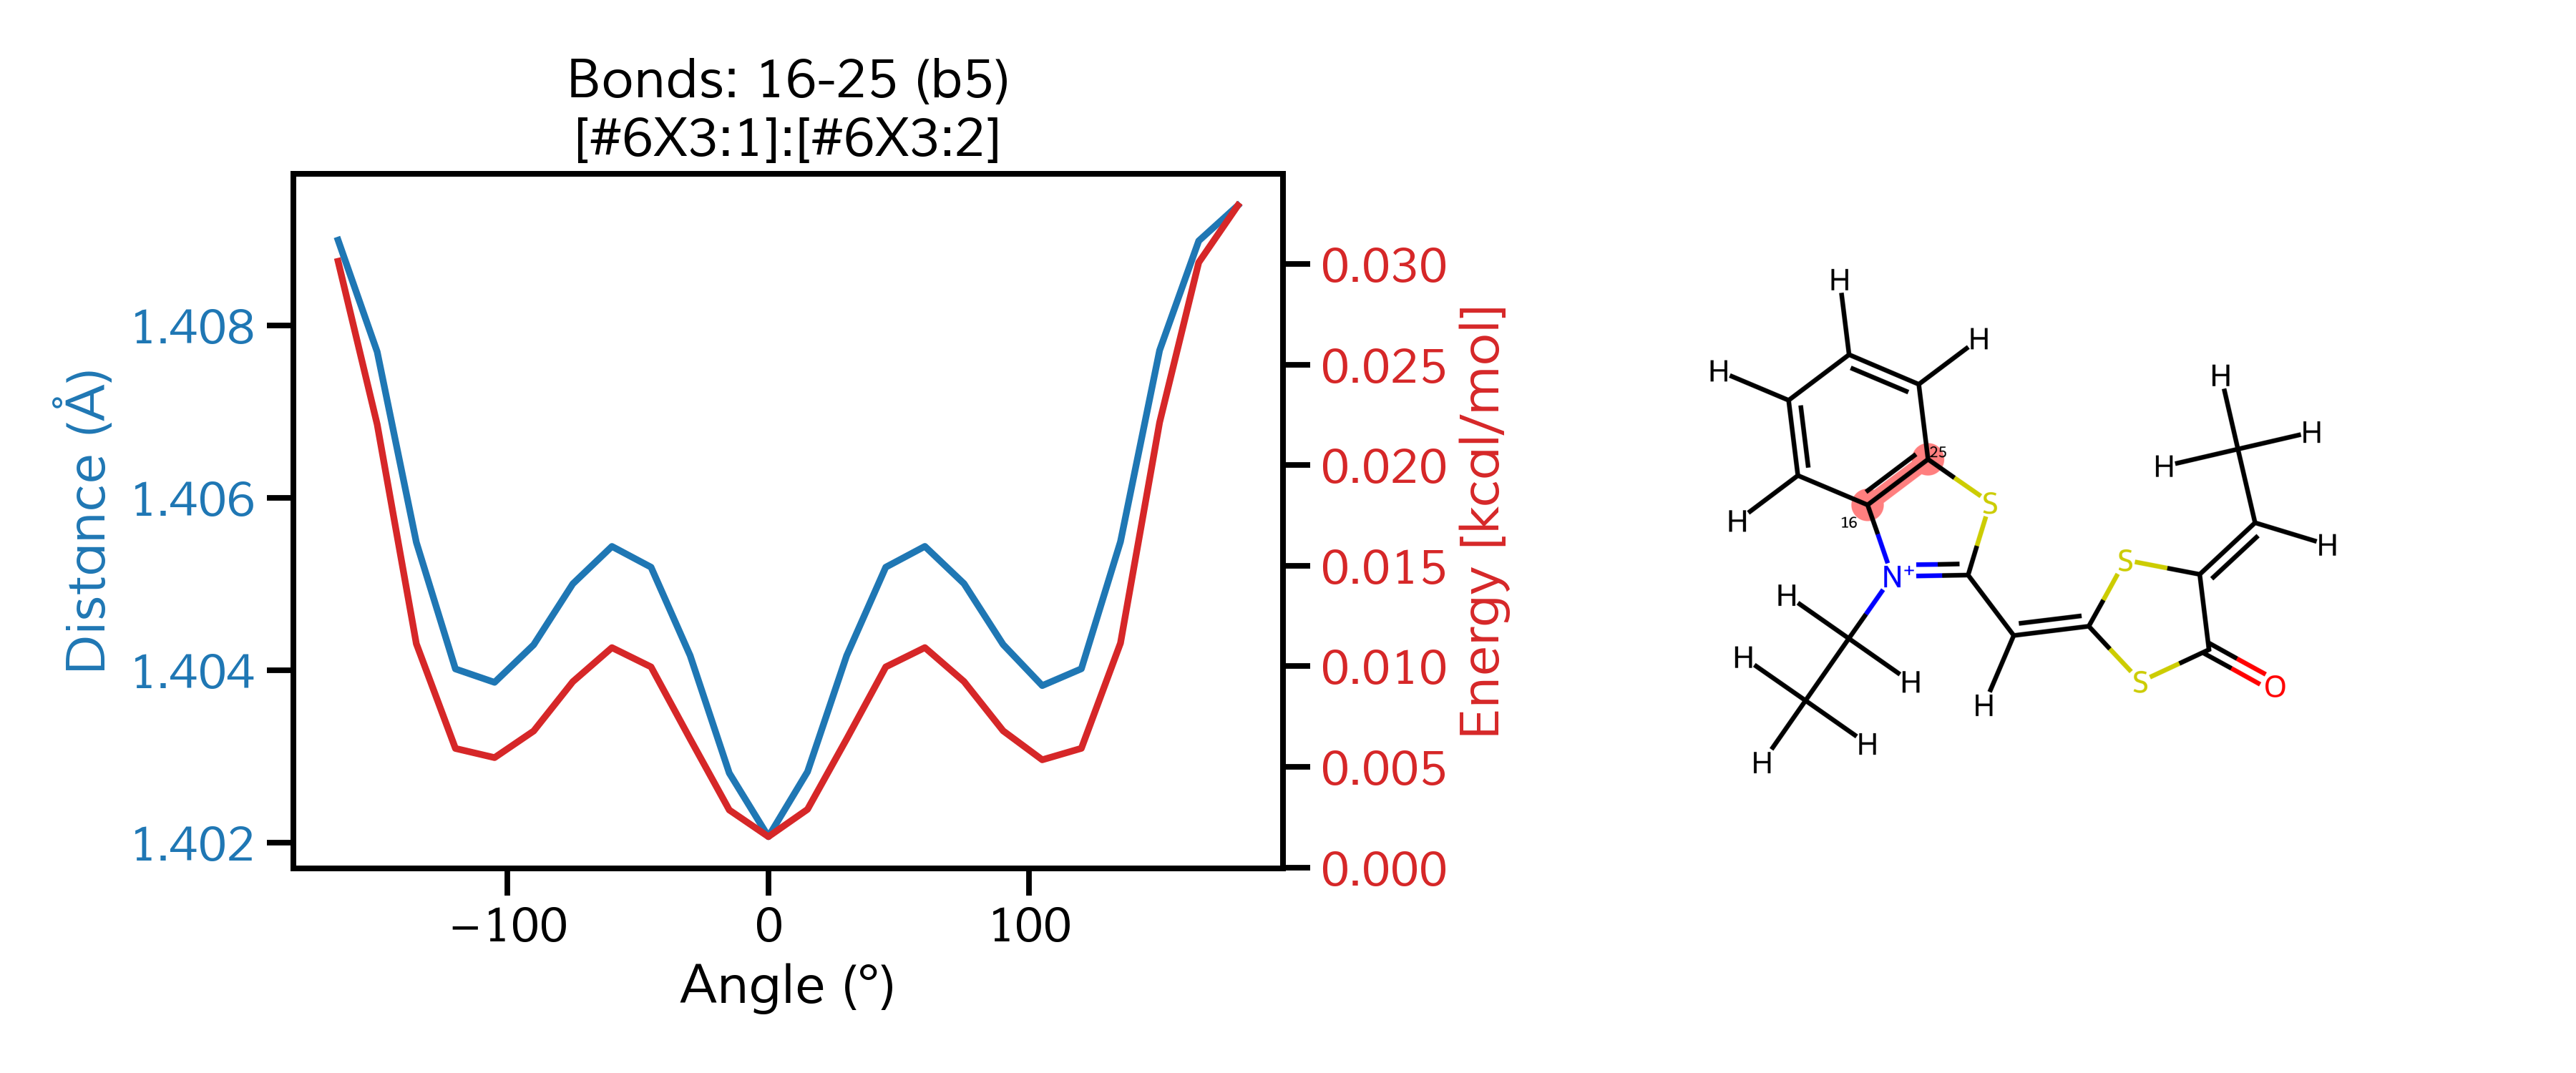 Bonds: 16-25 (b5)
[#6X3:1]:[#6X3:2]
Distance (Å)
1.408
1.406
1.404
1.402
−100
0
100
Angle (°)
0.030
0.025
0.020
0.015
0.010
0.005
0.000
Energy [kcal/mol]
H
H
H
H
25
16
S
N+
H
H
H
H
H
H
S
S
O
H
H
H
H